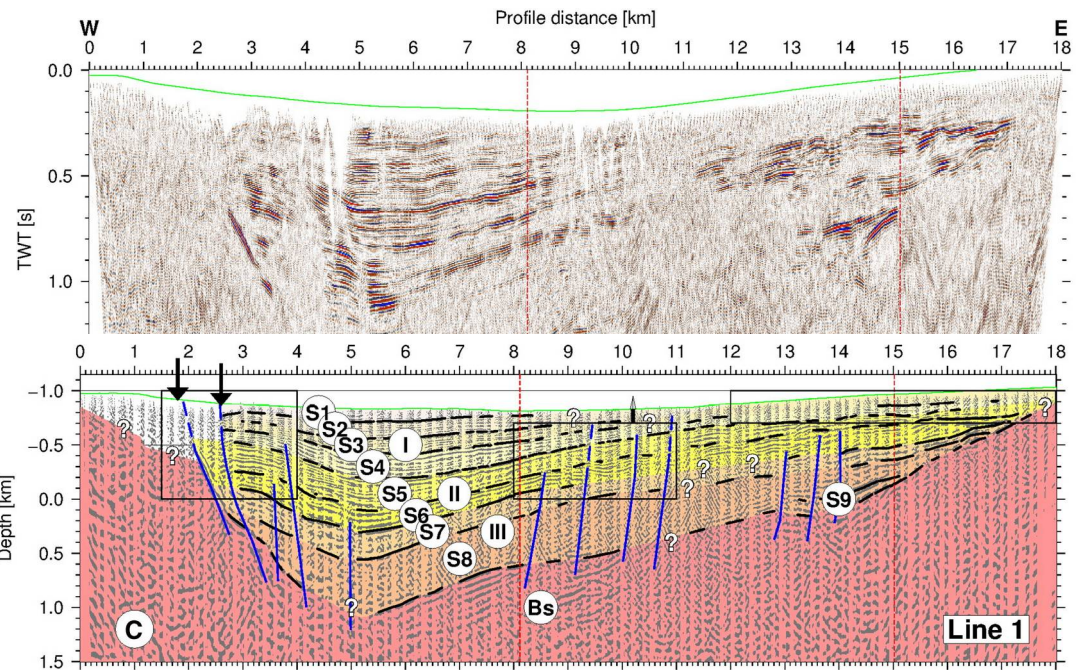 Profile distance [km]
W E
0 1 2 3 4 5 6 7 8 9 10 11 12 13 14 15 16 17 18
0.0
0.5
1.0
TWT [s]
0 1 2 3 4 5 6 7 8 9 10 11 12 13 14 15 16 17 18
-1.0
-0.5
0.0
0.5
1.0
1.5
Depth [km]
S1
S2
S3 I
S4
S5 II
S6
S7 III
S8
S9
Bs
? ? ? ? ? ? ? ? ? ? ?
C
Line 1